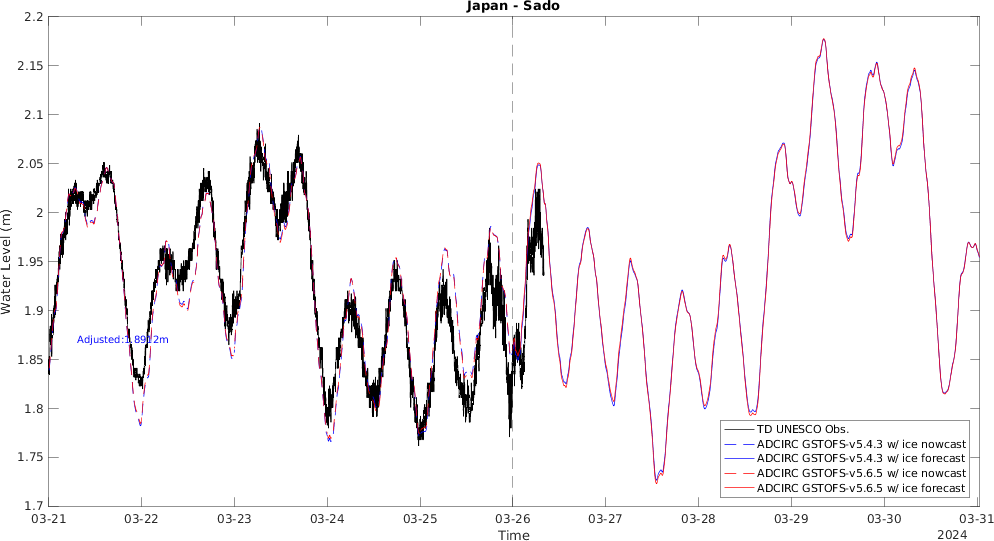 Japan - Sado
2.2
2.15
2.1
2.05
2
1.95
1.9
1.85
1.8
1.75
1.7
Water Level (m)
Adjusted:1.8912m
TD UNESCO Obs.
ADCIRC GSTOFS-v5.4.3 w/ ice nowcast
ADCIRC GSTOFS-v5.4.3 w/ ice forecast
ADCIRC GSTOFS-v5.6.5 w/ ice nowcast
ADCIRC GSTOFS-v5.6.5 w/ ice forecast
03-21 03-22 03-23 03-24 03-25 03-26 03-27 03-28 03-29 03-30 03-31
Time
2024